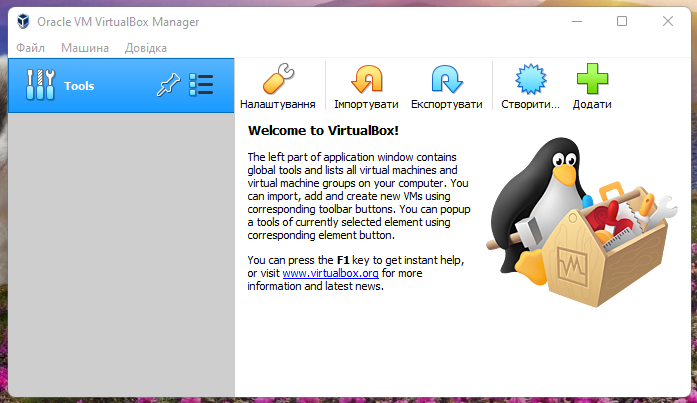 Oracle VM VirtualBox Manager
Файл Машина Довідка
Tools
Налаштування Імпортувати Експортувати Створити... Додати
Welcome to VirtualBox!
The left part of application window contains
global tools and lists all virtual machines and
virtual machine groups on your computer. You
can import, add and create new VMs using
corresponding toolbar buttons. You can popup
a tools of currently selected element using
corresponding element button.
You can press the F1 key to get instant help,
or visit www.virtualbox.org for more
information and latest news.